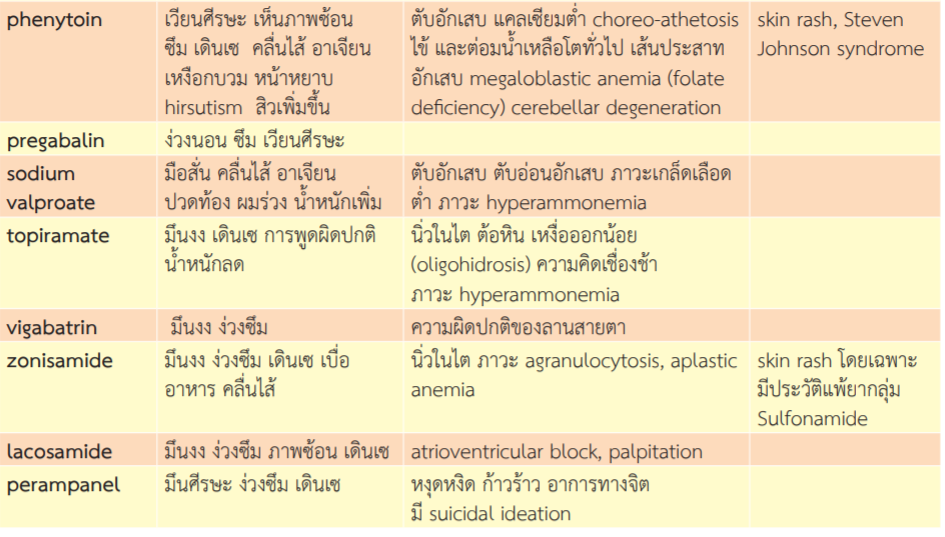 phenytoin เวียนศีรษะ เห็นภาพซ้อน ตับอักเสบ แคลเซียมต่ำ choreo-athetosis skin rash, Steven
ซึม เดินเซ คลื่นไส้ อาเจียน ไข้ และต่อมน้ำเหลือโตทั่วไป เส้นประสาท Johnson syndrome
เหงือกบวม หน้าหยาบ อักเสบ megaloblastic anemia (folate
hirsutism สิวเพิ่มขึ้น deficiency) cerebellar degeneration
pregabalin ง่วงนอน ซึม เวียนศีรษะ
sodium มือสั่น คลื่นไส้ อาเจียน ตับอักเสบ ตับอ่อนอักเสบ ภาวะเกล็ดเลือด
valproate ปวดท้อง ผมร่วง น้ำหนักเพิ่ม ต่ำ ภาวะ hyperammonemia
topiramate มึนงง เดินเซ การพูดผิดปกติ นิ่วในไต ต้อหิน เหงื่อออกน้อย
น้ำหนักลด (oligohidrosis) ความคิดเชื่องช้า
ภาวะ hyperammonemia
vigabatrin มึนงง ง่วงซึม ความผิดปกติของลานสายตา
zonisamide มึนงง ง่วงซึม เดินเซ เบื่อ นิ่วในไต ภาวะ agranulocytosis, aplastic skin rash โดยเฉพาะ
อาหาร คลื่นไส้ anemia มีประวัติแพ้ยากลุ่ม
Sulfonamide
lacosamide มึนงง ง่วงซึม ภาพซ้อน เดินเซ atrioventricular block, palpitation
perampanel มึนศีรษะ ง่วงซึม เดินเซ หงุดหงิด ก้าวร้าว อาการทางจิต
มี suicidal ideation